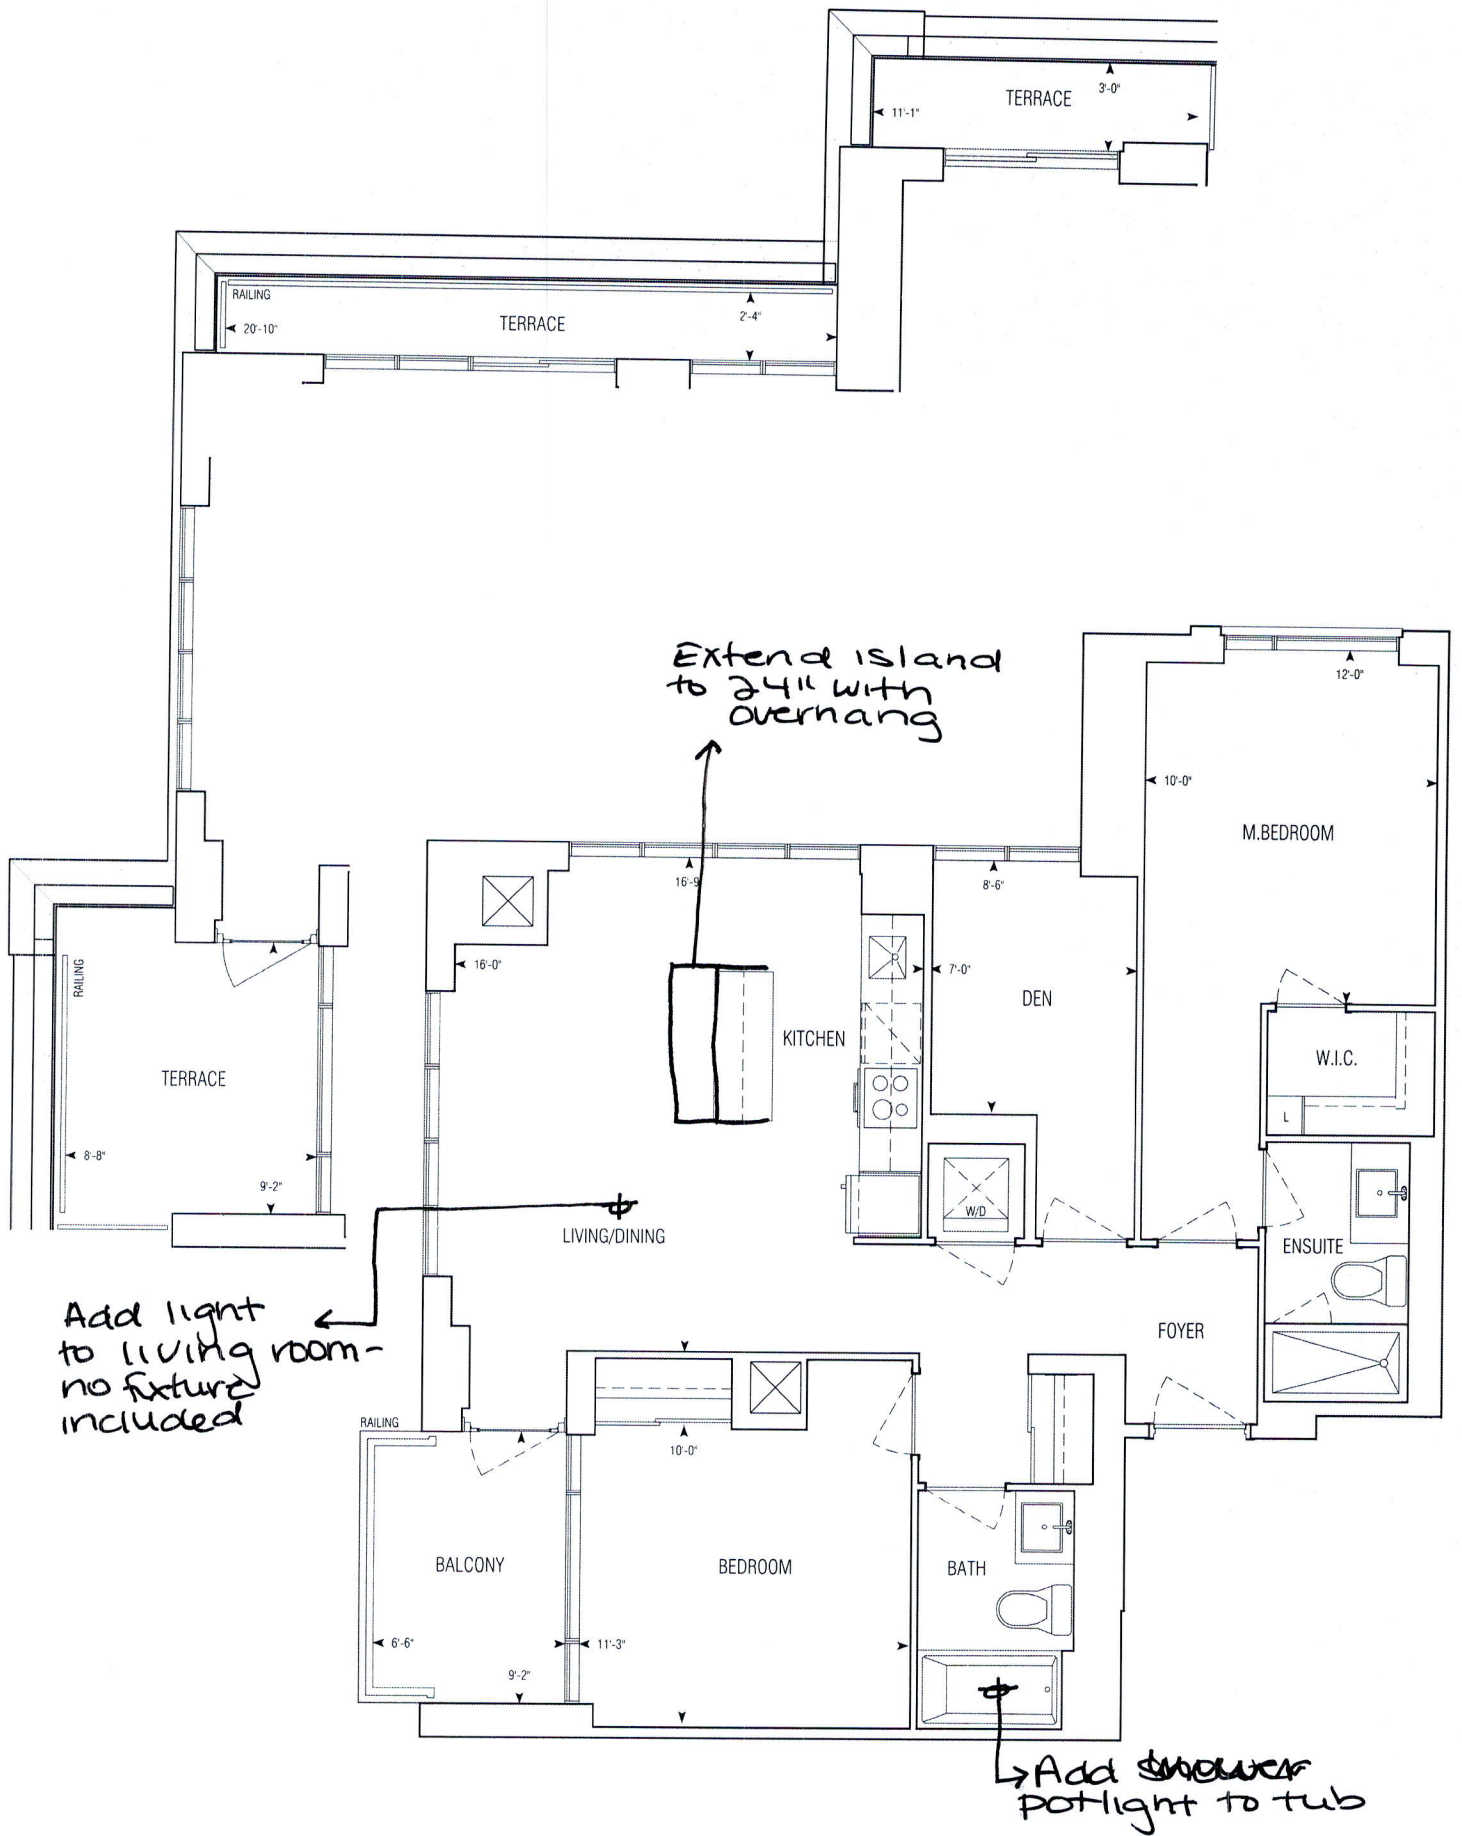 TERRACE
3'-0"
11'-1"
RAILING
20'-10"
TERRACE
2'-4"
Extend island
to 24" with
overhang
12'-0"
10'-0"
M.BEDROOM
16'-9
8'-6"
16'-0"
7'-0"
DEN
RAILING
KITCHEN
W.I.C.
TERRACE
L
8'-8"
9'-2"
W/D
LIVING/DINING
ENSUITE
Add light
to living room-
no fixture
included
FOYER
RAILING
10'-0"
BALCONY
BEDROOM
BATH
6'-6"
11'-3"
9'-2"
Add shower
potlight to tub